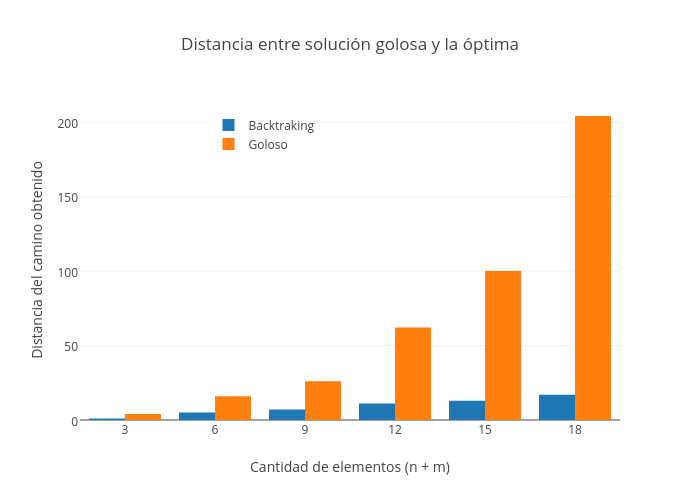 Distancia entre solución golosa y la óptima
Backtraking
Goloso
Distancia del camino obtenido
200
150
100
50
0
3 6 9 12 15 18
Cantidad de elementos (n + m)